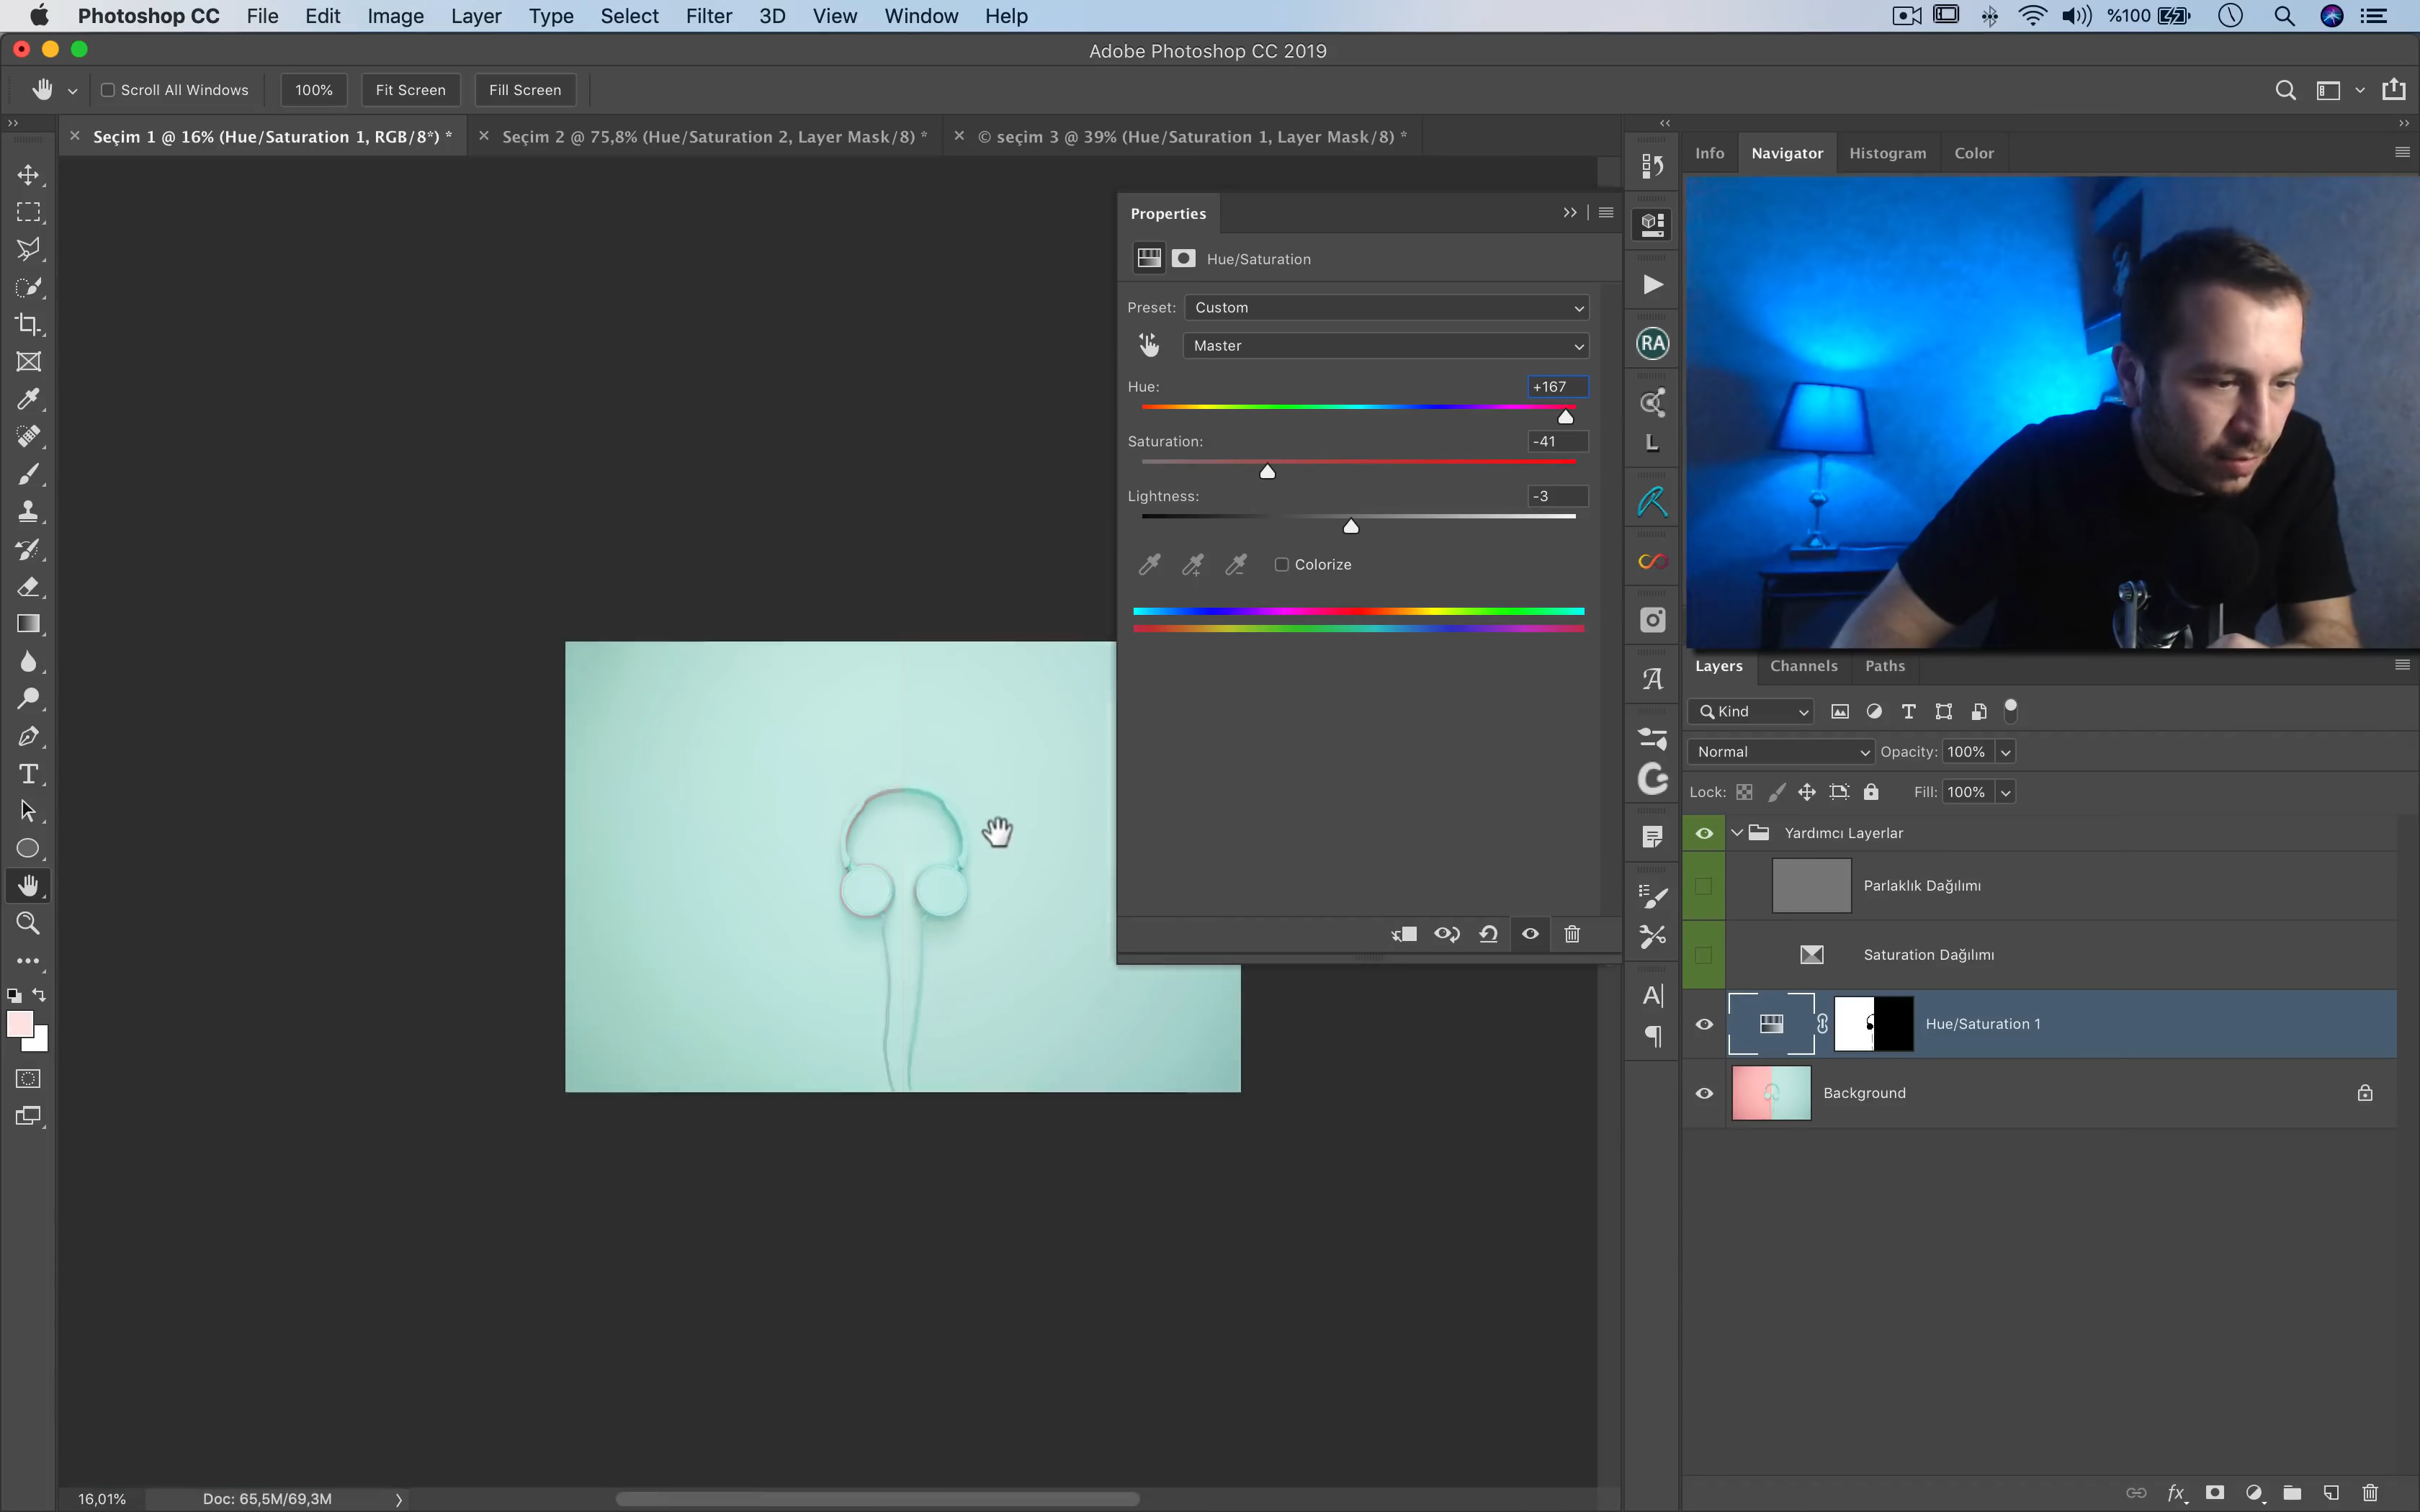 Photoshop CC File Edit Image Layer Type Select Filter 3D View Window Help %100
Adobe Photoshop CC 2019
Scroll All Windows 100% Fit Screen Fill Screen
Seçim 1 @ 16% (Hue/Saturation 1, RGB/8*) * Seçim 2 @ 75,8% (Hue/Saturation 2, Layer Mask/8) * © seçim 3 @ 39% (Hue/Saturation 1, Layer Mask/8) *
Info Navigator Histogram Color
Properties
Hue/Saturation
Preset: Custom
Master
Hue: +167
Saturation: -41
Lightness: -3
Colorize
RA
L
Layers Channels Paths
Kind
Normal Opacity: 100%
Lock: Fill: 100%
Yardımcı Layerlar
Parlaklık Dağılımı
Saturation Dağılımı
Hue/Saturation 1
Background
16,01% Doc: 65,5M/69,3M
fx